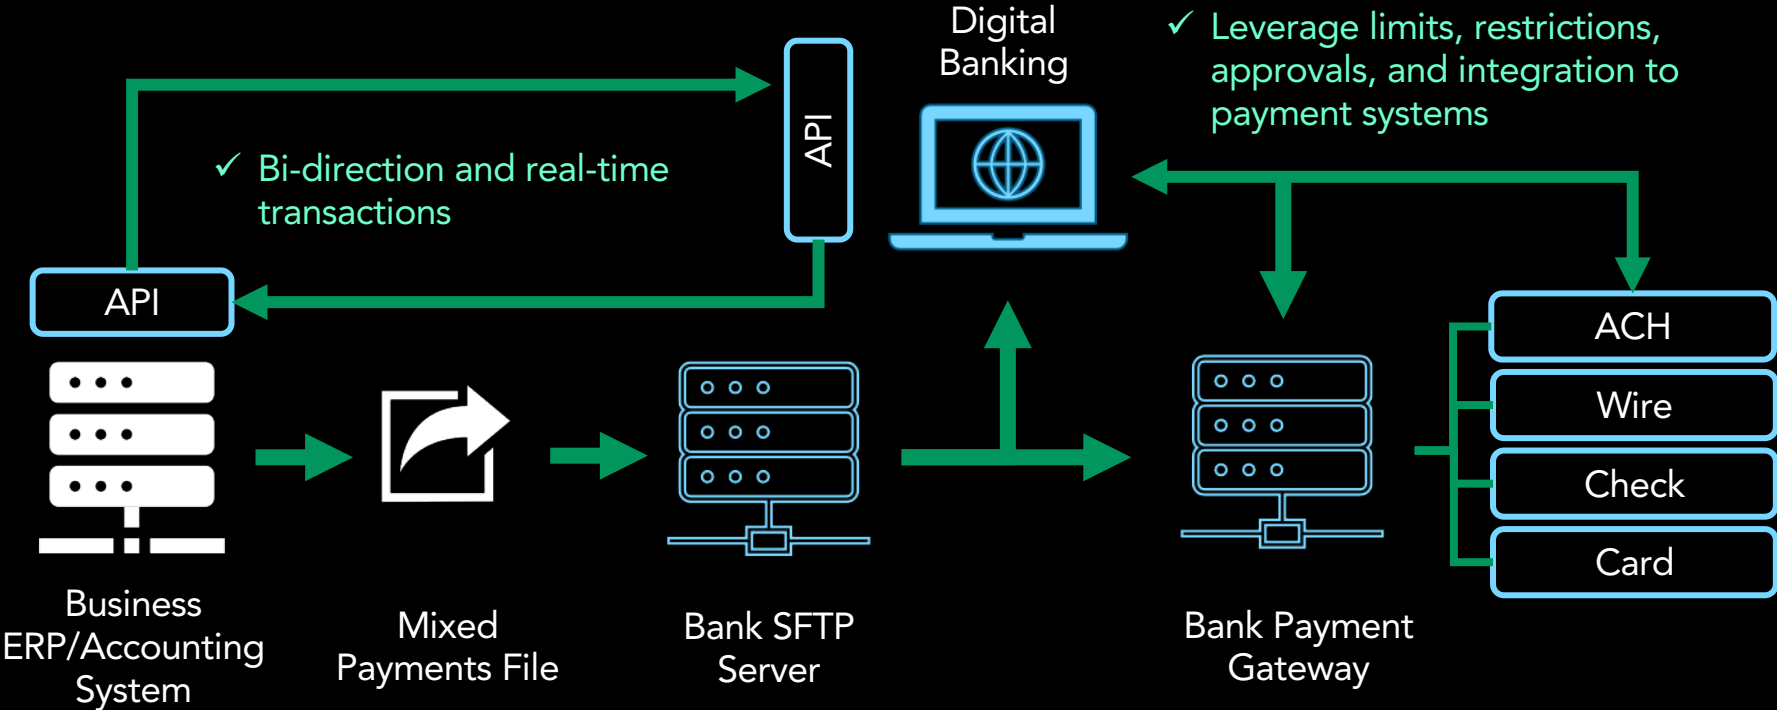 Digital
Banking
✓ Leverage limits, restrictions,
approvals, and integration to
payment systems
API
✓ Bi-direction and real-time
transactions
API
ACH
Wire
Check
Card
Business
ERP/Accounting
System
Mixed
Payments File
Bank SFTP
Server
Bank Payment
Gateway